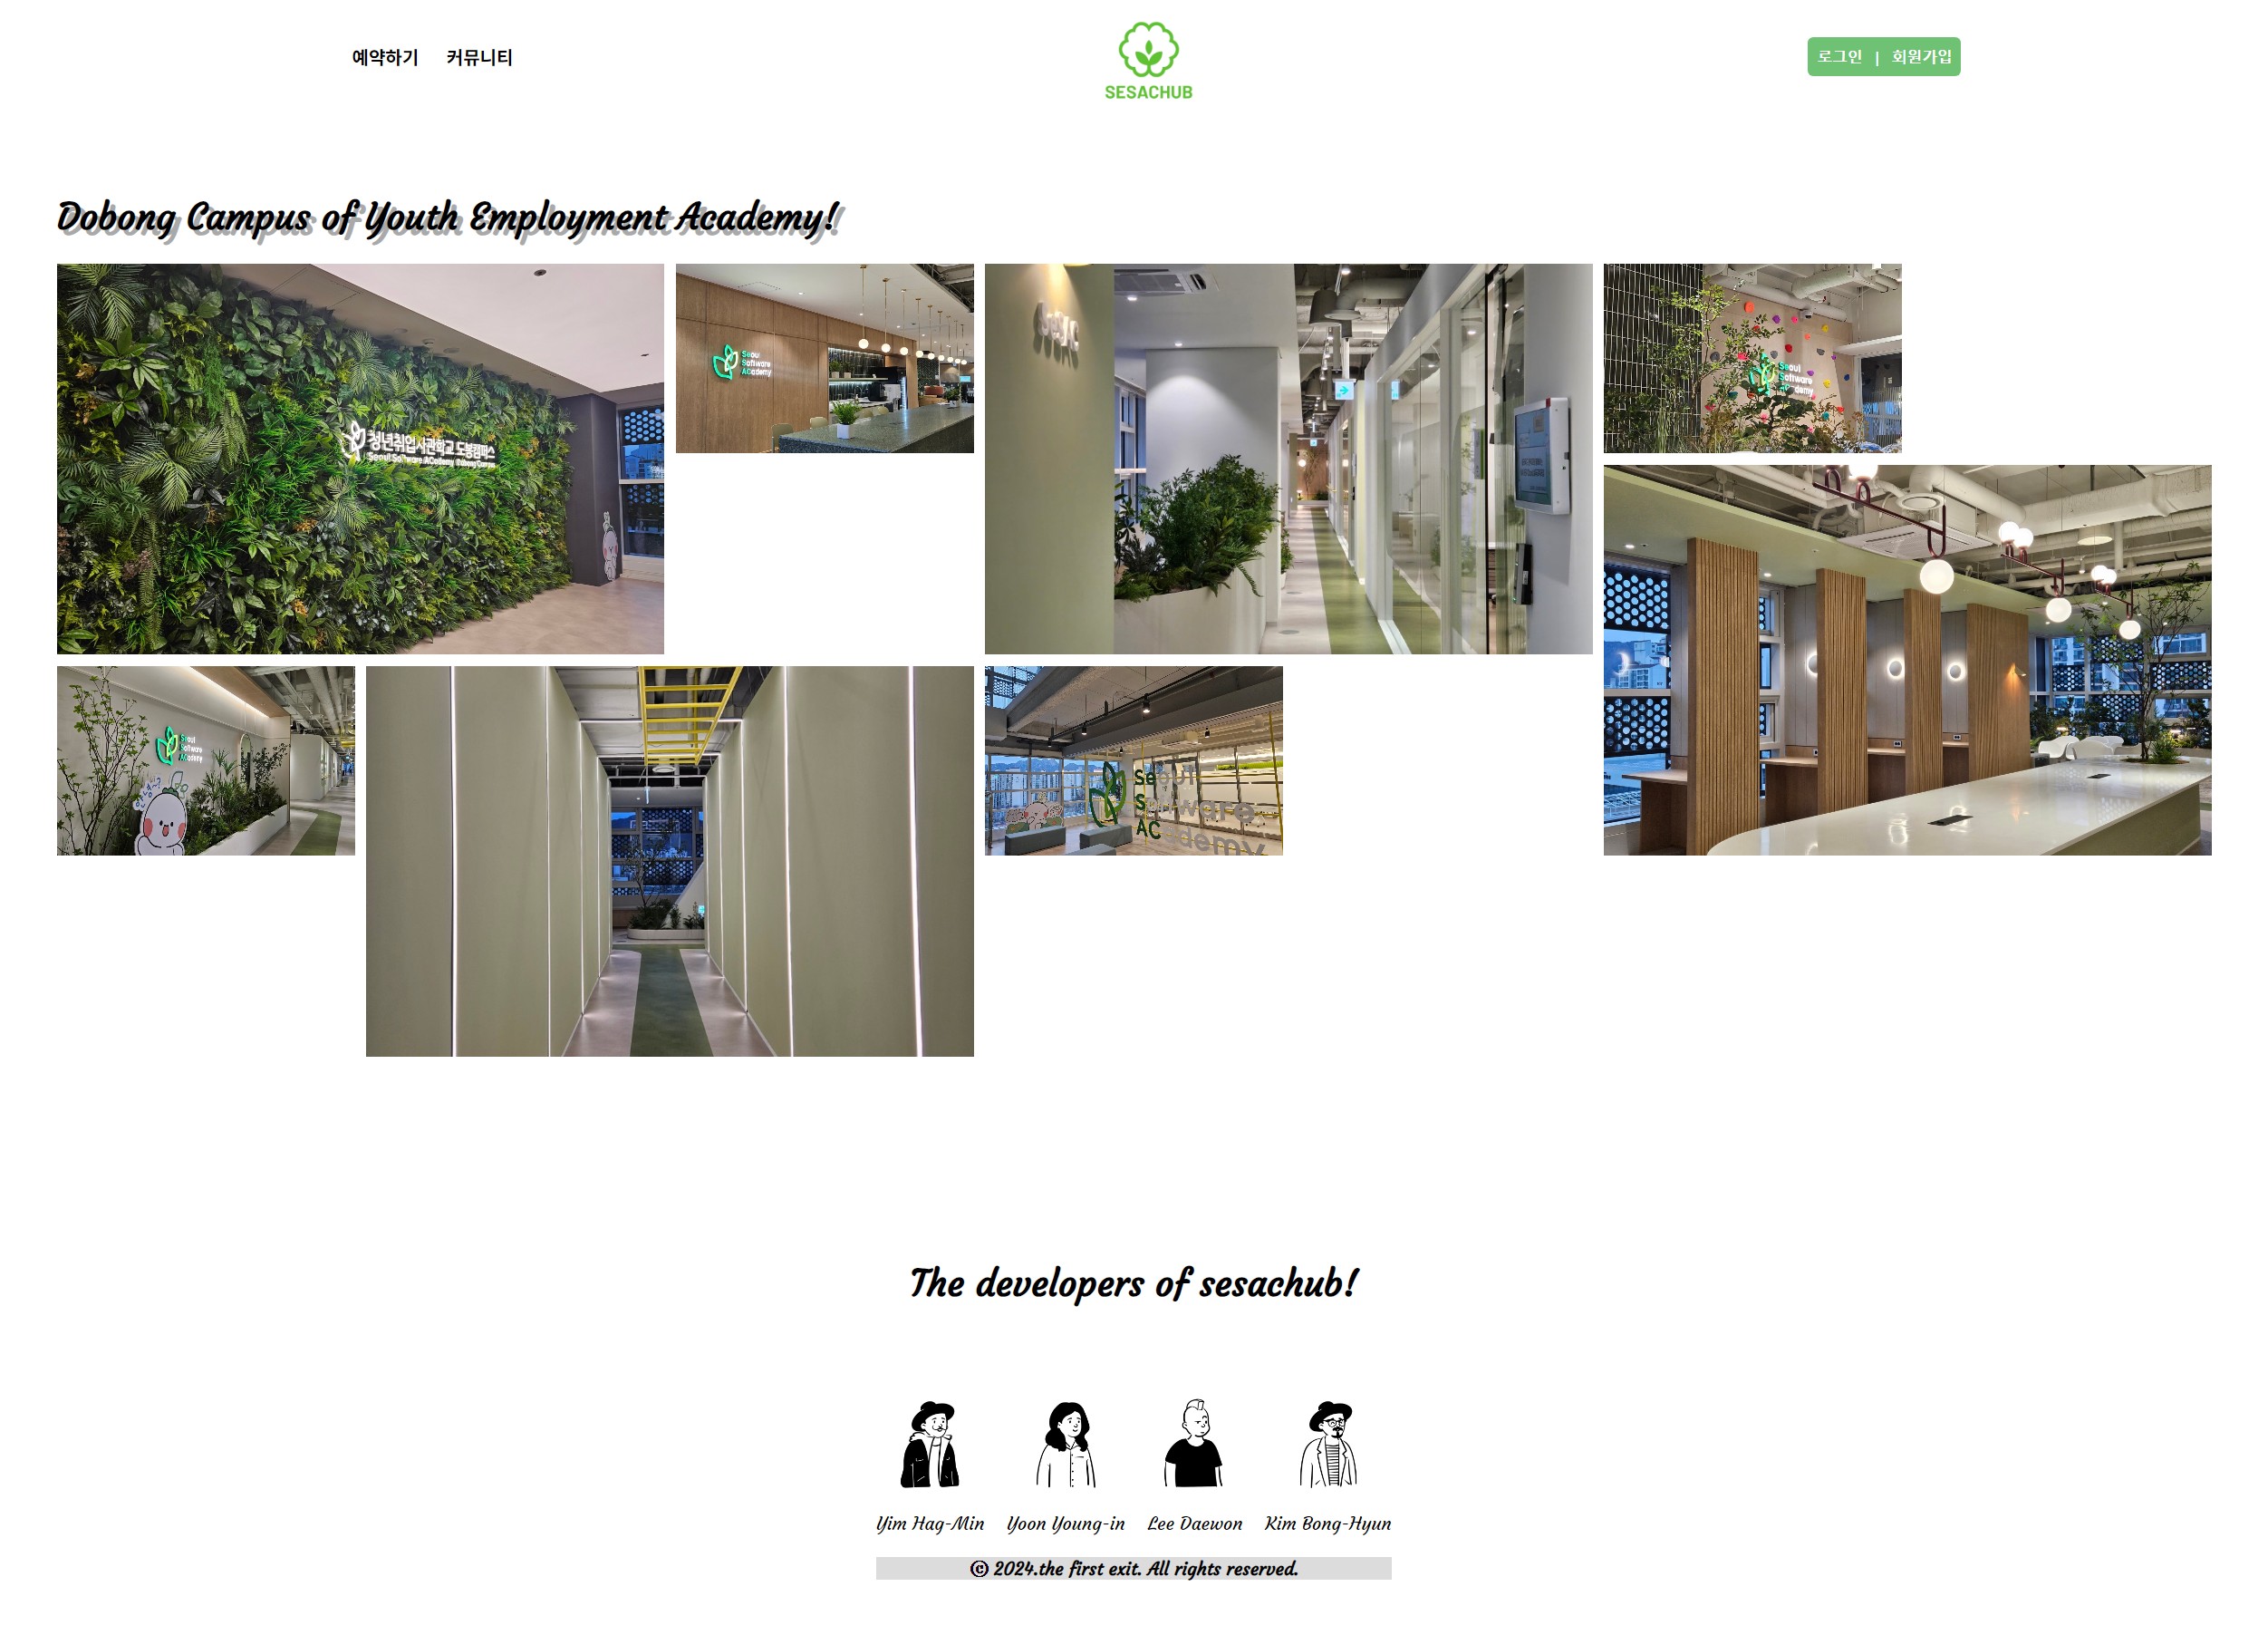 예약하기 커뮤니티
SESACHUB
로그인 | 회원가입
Dobong Campus of Youth Employment Academy!
청년취업사관학교 도봉캠퍼스
Seoul Software ACademy
Seoul
Software
ACademy
Seoul
Software
ACademy
Seoul
Software
ACademy
안녕~?
Seoul
Software
ACademy
The developers of sesachub!
Yim Hag-Min
Yoon Young-in
Lee Daewon
Kim Bong-Hyun
© 2024.the first exit. All rights reserved.